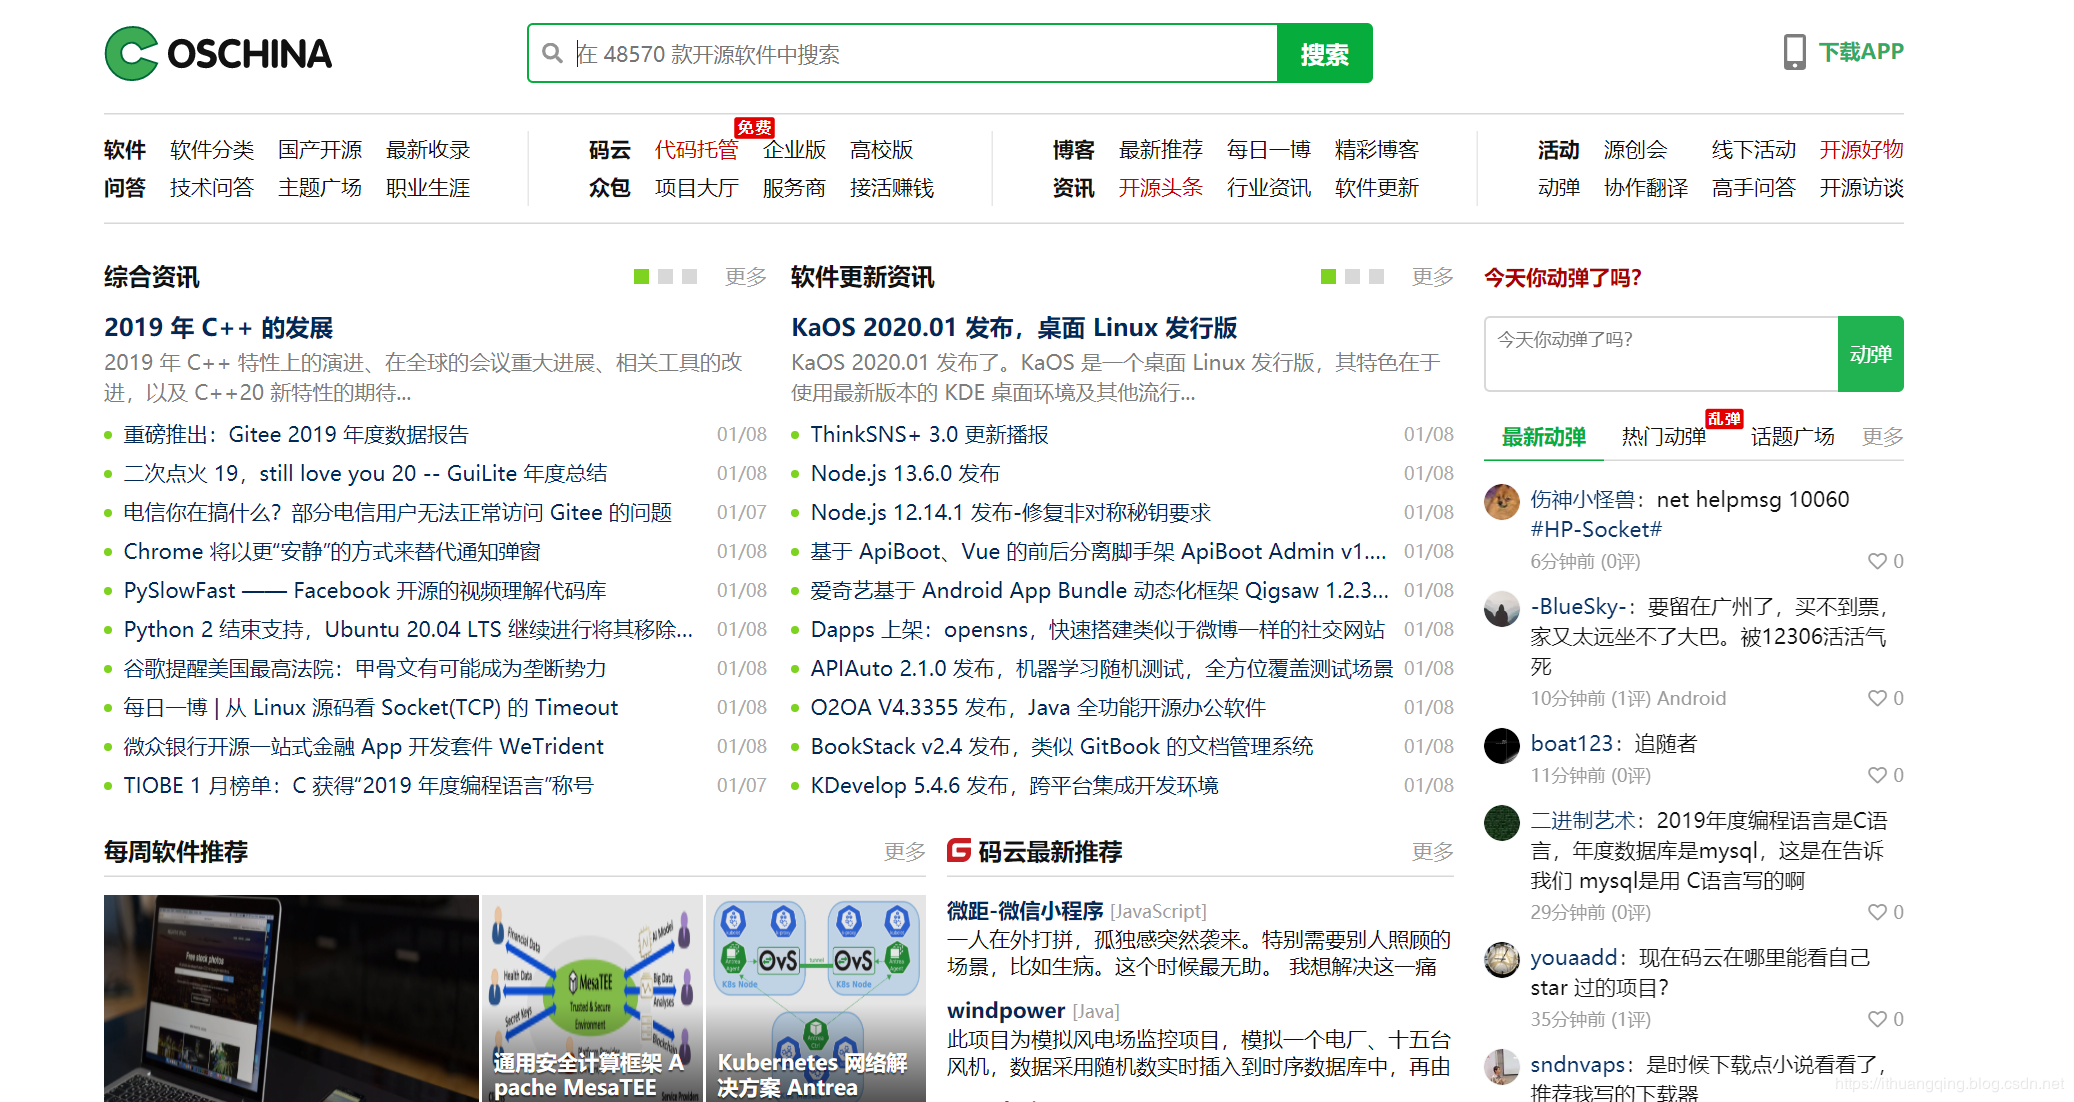 OSCHINA
在 48570 款开源软件中搜索
搜索
下载APP
软件 软件分类 国产开源 最新收录
问答 技术问答 主题广场 职业生涯
免费
码云 代码托管 企业版 高校版
众包 项目大厅 服务商 接活赚钱
博客 最新推荐 每日一博 精彩博客
资讯 开源头条 行业资讯 软件更新
活动 源创会 线下活动 开源好物
动弹 协作翻译 高手问答 开源访谈
综合资讯 更多
2019 年 C++ 的发展
2019 年 C++ 特性上的演进、在全球的会议重大进展、相关工具的改
进，以及 C++20 新特性的期待...
重磅推出：Gitee 2019 年度数据报告 01/08
二次点火 19，still love you 20 -- GuiLite 年度总结 01/08
电信你在搞什么？部分电信用户无法正常访问 Gitee 的问题 01/07
Chrome 将以更“安静”的方式来替代通知弹窗 01/08
PySlowFast —— Facebook 开源的视频理解代码库 01/08
Python 2 结束支持，Ubuntu 20.04 LTS 继续进行将其移除... 01/08
谷歌提醒美国最高法院：甲骨文有可能成为垄断势力 01/08
每日一博 | 从 Linux 源码看 Socket(TCP) 的 Timeout 01/08
微众银行开源一站式金融 App 开发套件 WeTrident 01/08
TIOBE 1 月榜单：C 获得“2019 年度编程语言”称号 01/07
软件更新资讯 更多
KaOS 2020.01 发布，桌面 Linux 发行版
KaOS 2020.01 发布了。KaOS 是一个桌面 Linux 发行版，其特色在于
使用最新版本的 KDE 桌面环境及其他流行...
ThinkSNS+ 3.0 更新播报 01/08
Node.js 13.6.0 发布 01/08
Node.js 12.14.1 发布-修复非对称秘钥要求 01/08
基于 ApiBoot、Vue 的前后分离脚手架 ApiBoot Admin v1.... 01/08
爱奇艺基于 Android App Bundle 动态化框架 Qigsaw 1.2.3... 01/08
Dapps 上架：opensns，快速搭建类似于微博一样的社交网站 01/08
APIAuto 2.1.0 发布，机器学习随机测试，全方位覆盖测试场景 01/08
O2OA V4.3355 发布，Java 全功能开源办公软件 01/08
BookStack v2.4 发布，类似 GitBook 的文档管理系统 01/08
KDevelop 5.4.6 发布，跨平台集成开发环境 01/08
今天你动弹了吗？
今天你动弹了吗？
动弹
乱弹
最新动弹 热门动弹 话题广场 更多
伤神小怪兽：net helpmsg 10060
#HP-Socket#
6分钟前 (0评) 0
-BlueSky-：要留在广州了，买不到票，
家又太远坐不了大巴。被12306活活气
死
10分钟前 (1评) Android 0
boat123：追随者
11分钟前 (0评) 0
二进制艺术：2019年度编程语言是C语
言，年度数据库是mysql，这是在告诉
我们 mysql是用 C语言写的啊
29分钟前 (0评) 0
youaadd：现在码云在哪里能看自己
star 过的项目？
35分钟前 (1评) 0
sndnvaps：是时候下载点小说看看了，
推荐我写的下载器
每周软件推荐 更多
Free stock photos
Financial Data
AI Model
Health Data
Big Data
Analyses
MesaTEE
Trusted & Secure
Environment
Secret Keys
Blockchain
Service Providers
通用安全计算框架 A
pache MesaTEE
Antrea
Agent
OvS
tunnel
OvS
Antrea
Agent
K8s Node
K8s Node
Antrea
Ctrl
Kubernetes 网络解
决方案 Antrea
码云最新推荐 更多
微距-微信小程序 [JavaScript]
一人在外打拼，孤独感突然袭来。特别需要别人照顾的
场景，比如生病。这个时候最无助。 我想解决这一痛
windpower [Java]
此项目为模拟风电场监控项目，模拟一个电厂、十五台
风机，数据采用随机数实时插入到时序数据库中，再由
https://ithuangqing.blog.csdn.net